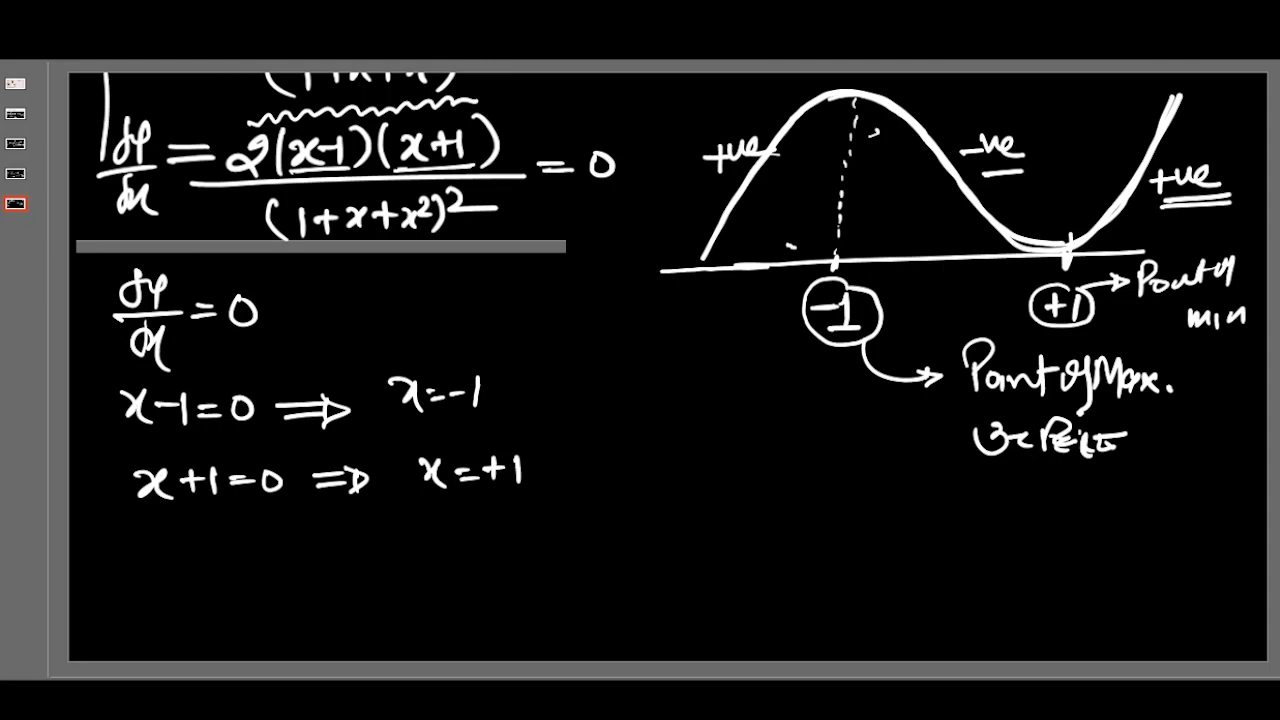 dy/dx = 2(x-1)(x+1)/(1+x+x²)² = 0
dy/dx = 0
x-1=0 ⟹ x=-1
x+1=0 ⟹ x=+1
+ve -ve +ve
-1 +1 → Point of
min
Point of Max.